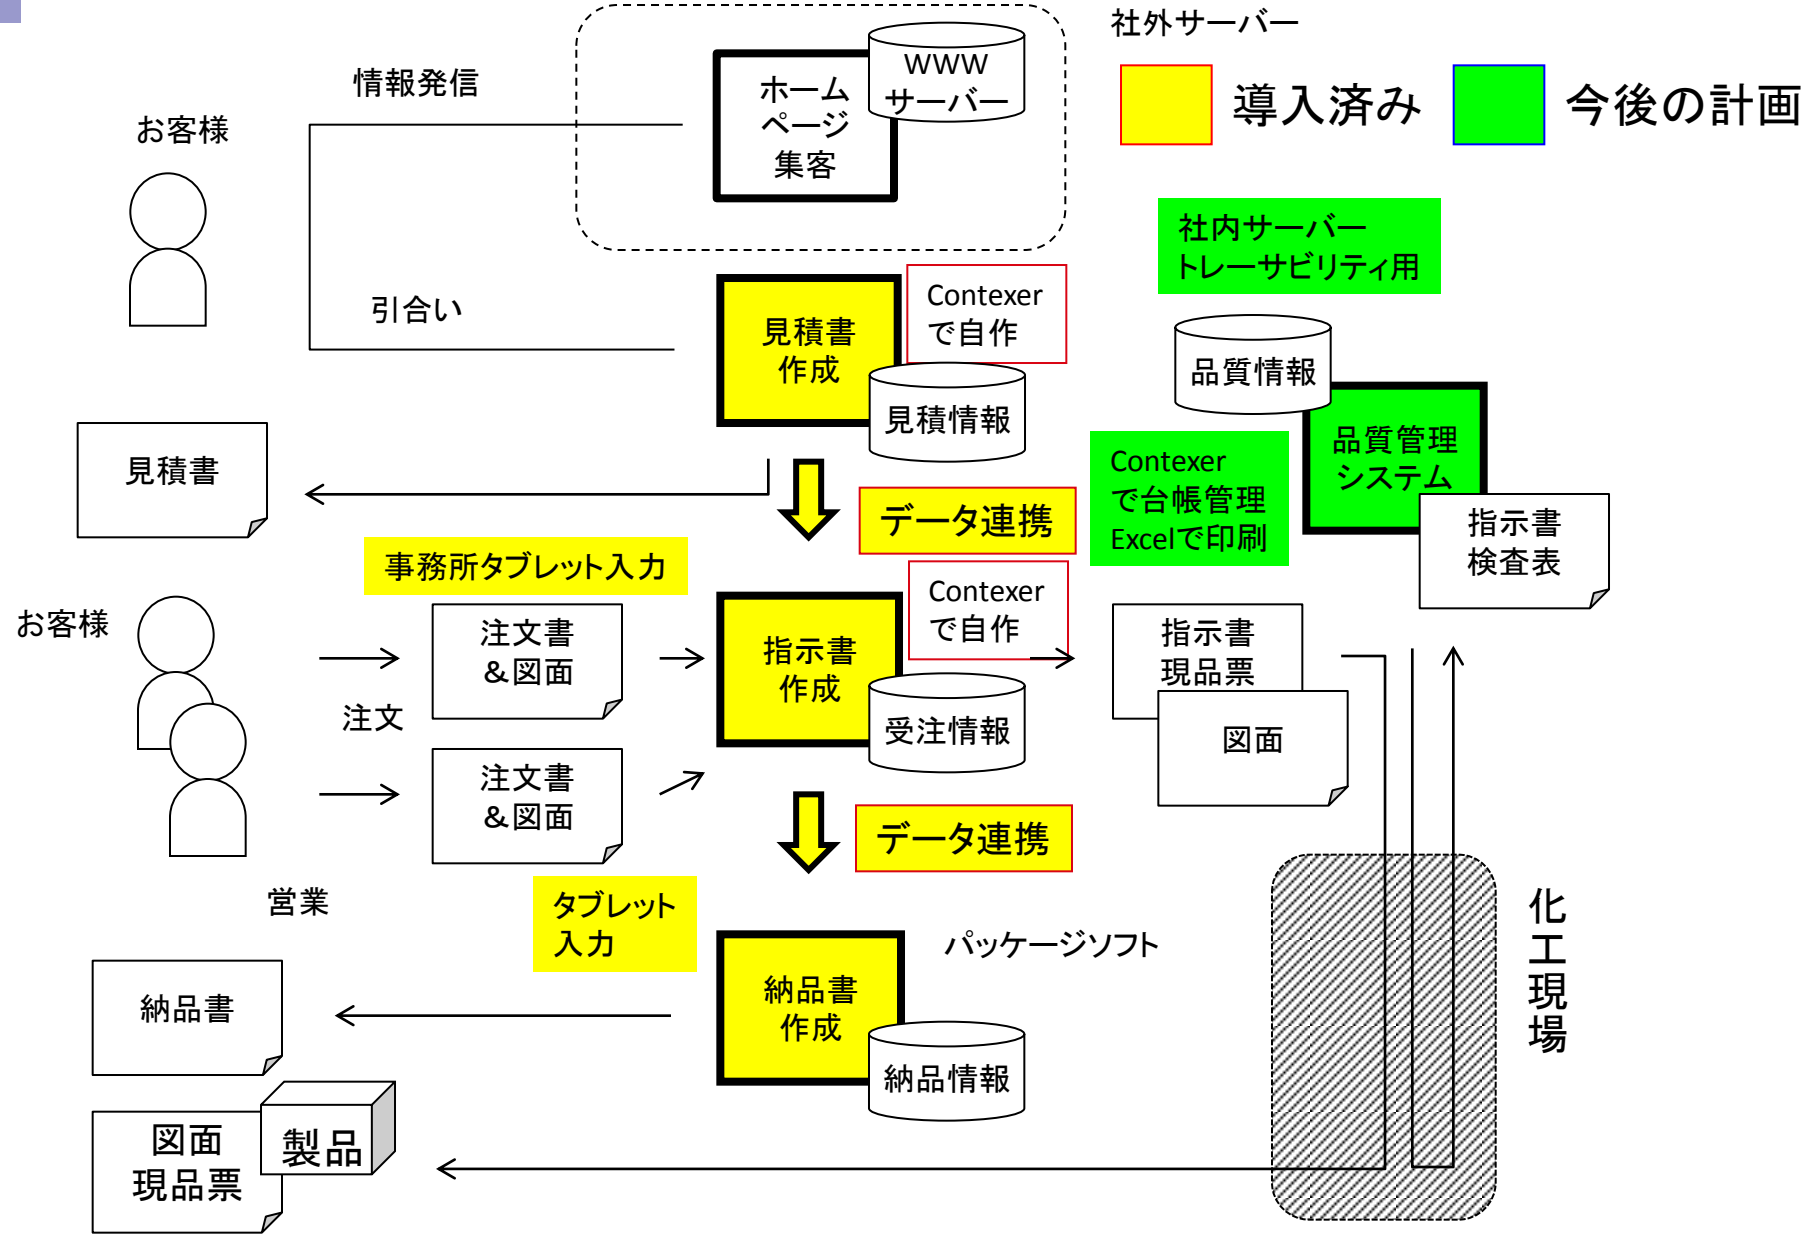 社外サーバー
情報発信
ホーム
ページ
集客
WWW
サーバー
導入済み
今後の計画
お客様
社内サーバー
トレーサビリティ用
引合い
見積書
作成
Contexer
で自作
見積情報
品質情報
品質管理
システム
Contexer
で台帳管理
Excelで印刷
指示書
検査表
見積書
データ連携
事務所タブレット入力
お客様
注文書
＆図面
指示書
作成
Contexer
で自作
受注情報
指示書
現品票
図面
注文
注文書
＆図面
データ連携
営業
タブレット
入力
納品書
作成
パッケージソフト
納品情報
化工現場
納品書
図面
現品票
製品